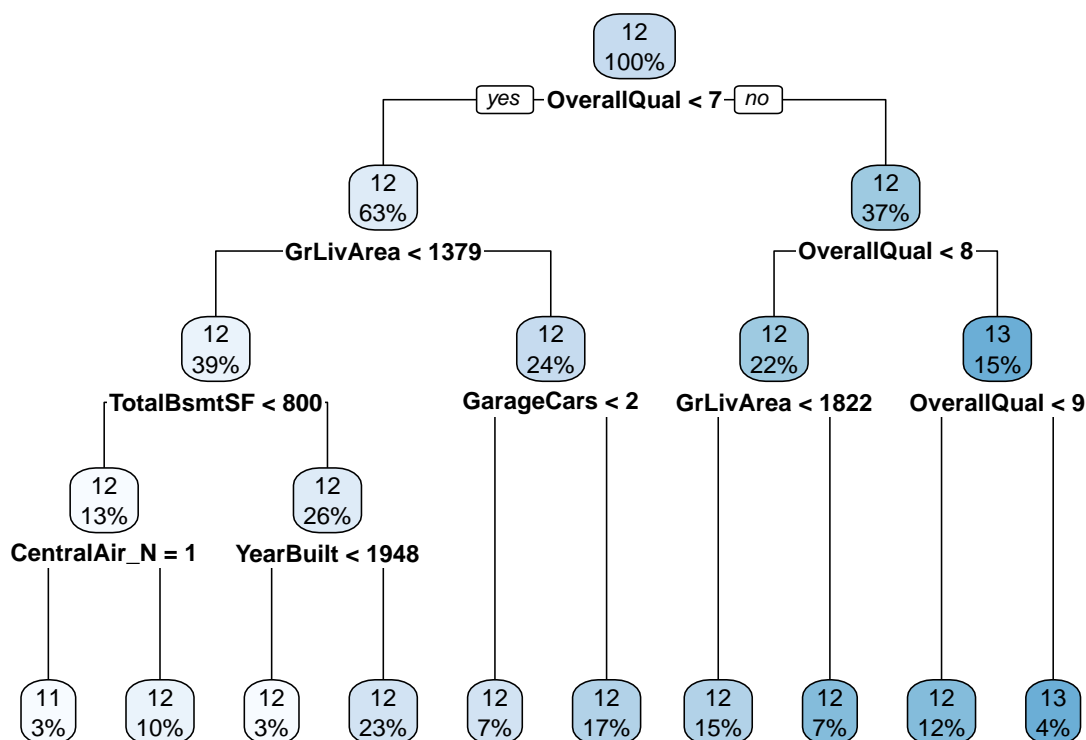 12
100%
yes OverallQual < 7 no
12 12
63% 37%
GrLivArea < 1379 OverallQual < 8
12 12 12 13
39% 24% 22% 15%
TotalBsmtSF < 800 GarageCars < 2 GrLivArea < 1822 OverallQual < 9
12 12
13% 26%
CentralAir_N = 1 YearBuilt < 1948
11 12 12 12 12 12 12 12 12 13
3% 10% 3% 23% 7% 17% 15% 7% 12% 4%